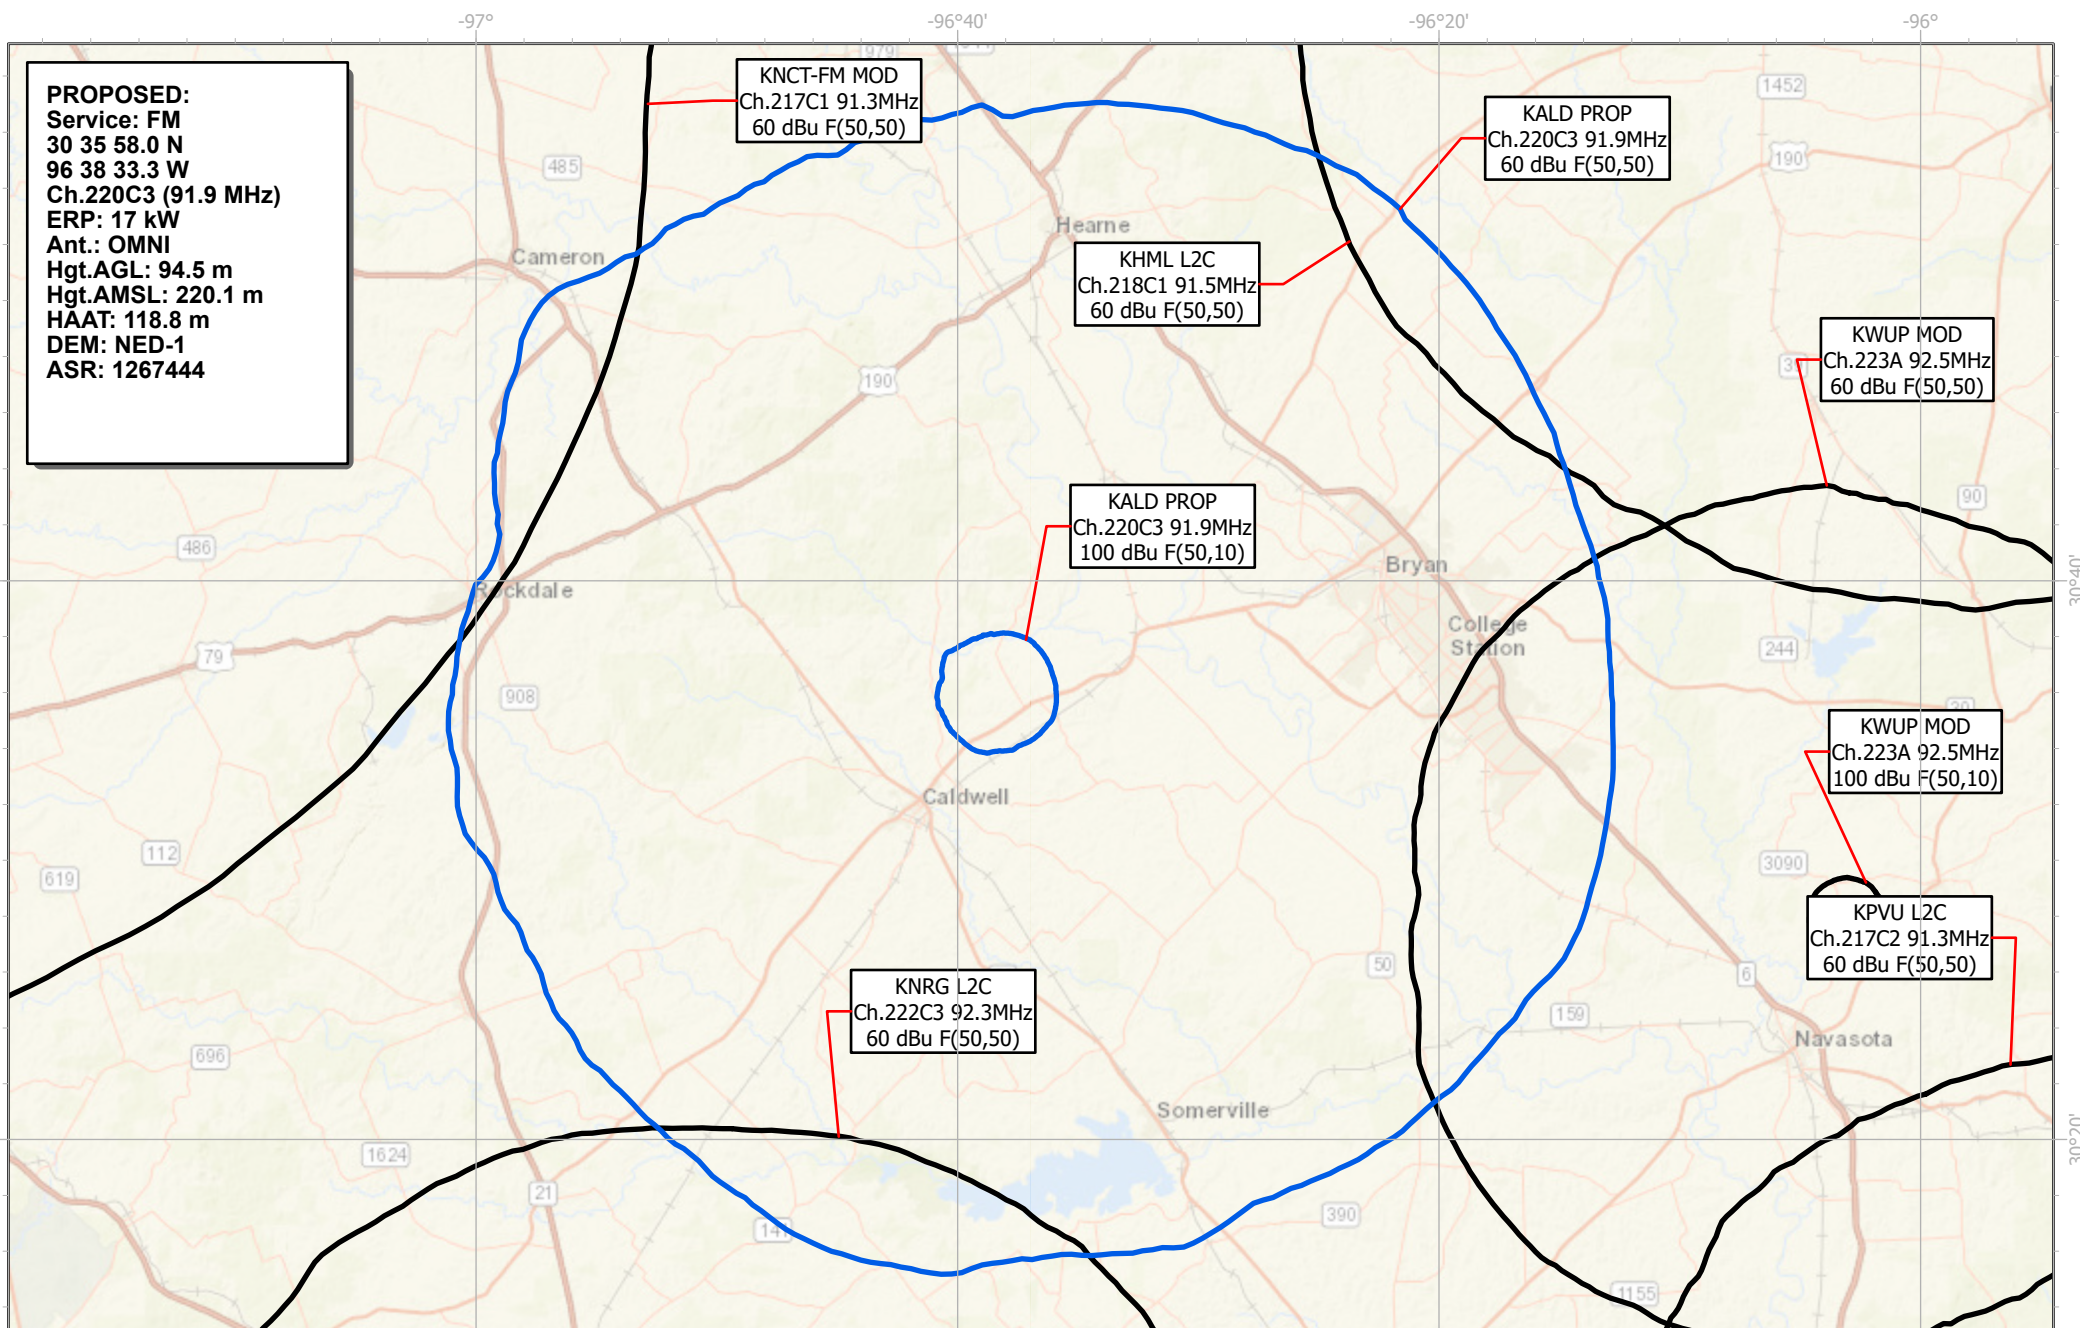 -97°
-96°40'
-96°20'
-96°
PROPOSED:
Service: FM
30 35 58.0 N
96 38 33.3 W
Ch.220C3 (91.9 MHz)
ERP: 17 kW
Ant.: OMNI
Hgt.AGL: 94.5 m
Hgt.AMSL: 220.1 m
HAAT: 118.8 m
DEM: NED-1
ASR: 1267444
979
KNCT-FM MOD
Ch.217C1 91.3MHz
60 dBu F(50,50)
1452
KALD PROP
Ch.220C3 91.9MHz
60 dBu F(50,50)
485
190
Hearne
Cameron
KHML L2C
Ch.218C1 91.5MHz
60 dBu F(50,50)
KWUP MOD
Ch.223A 92.5MHz
60 dBu F(50,50)
190
KALD PROP
Ch.220C3 91.9MHz
100 dBu F(50,10)
90
486
Bryan
Rockdale
30°40'
College
Station
79
244
908
30
KWUP MOD
Ch.223A 92.5MHz
100 dBu F(50,10)
Caldwell
112
619
3090
KPVU L2C
Ch.217C2 91.3MHz
60 dBu F(50,50)
50
6
KNRG L2C
Ch.222C3 92.3MHz
60 dBu F(50,50)
159
Navasota
696
Somerville
30°20'
1624
21
390
1155